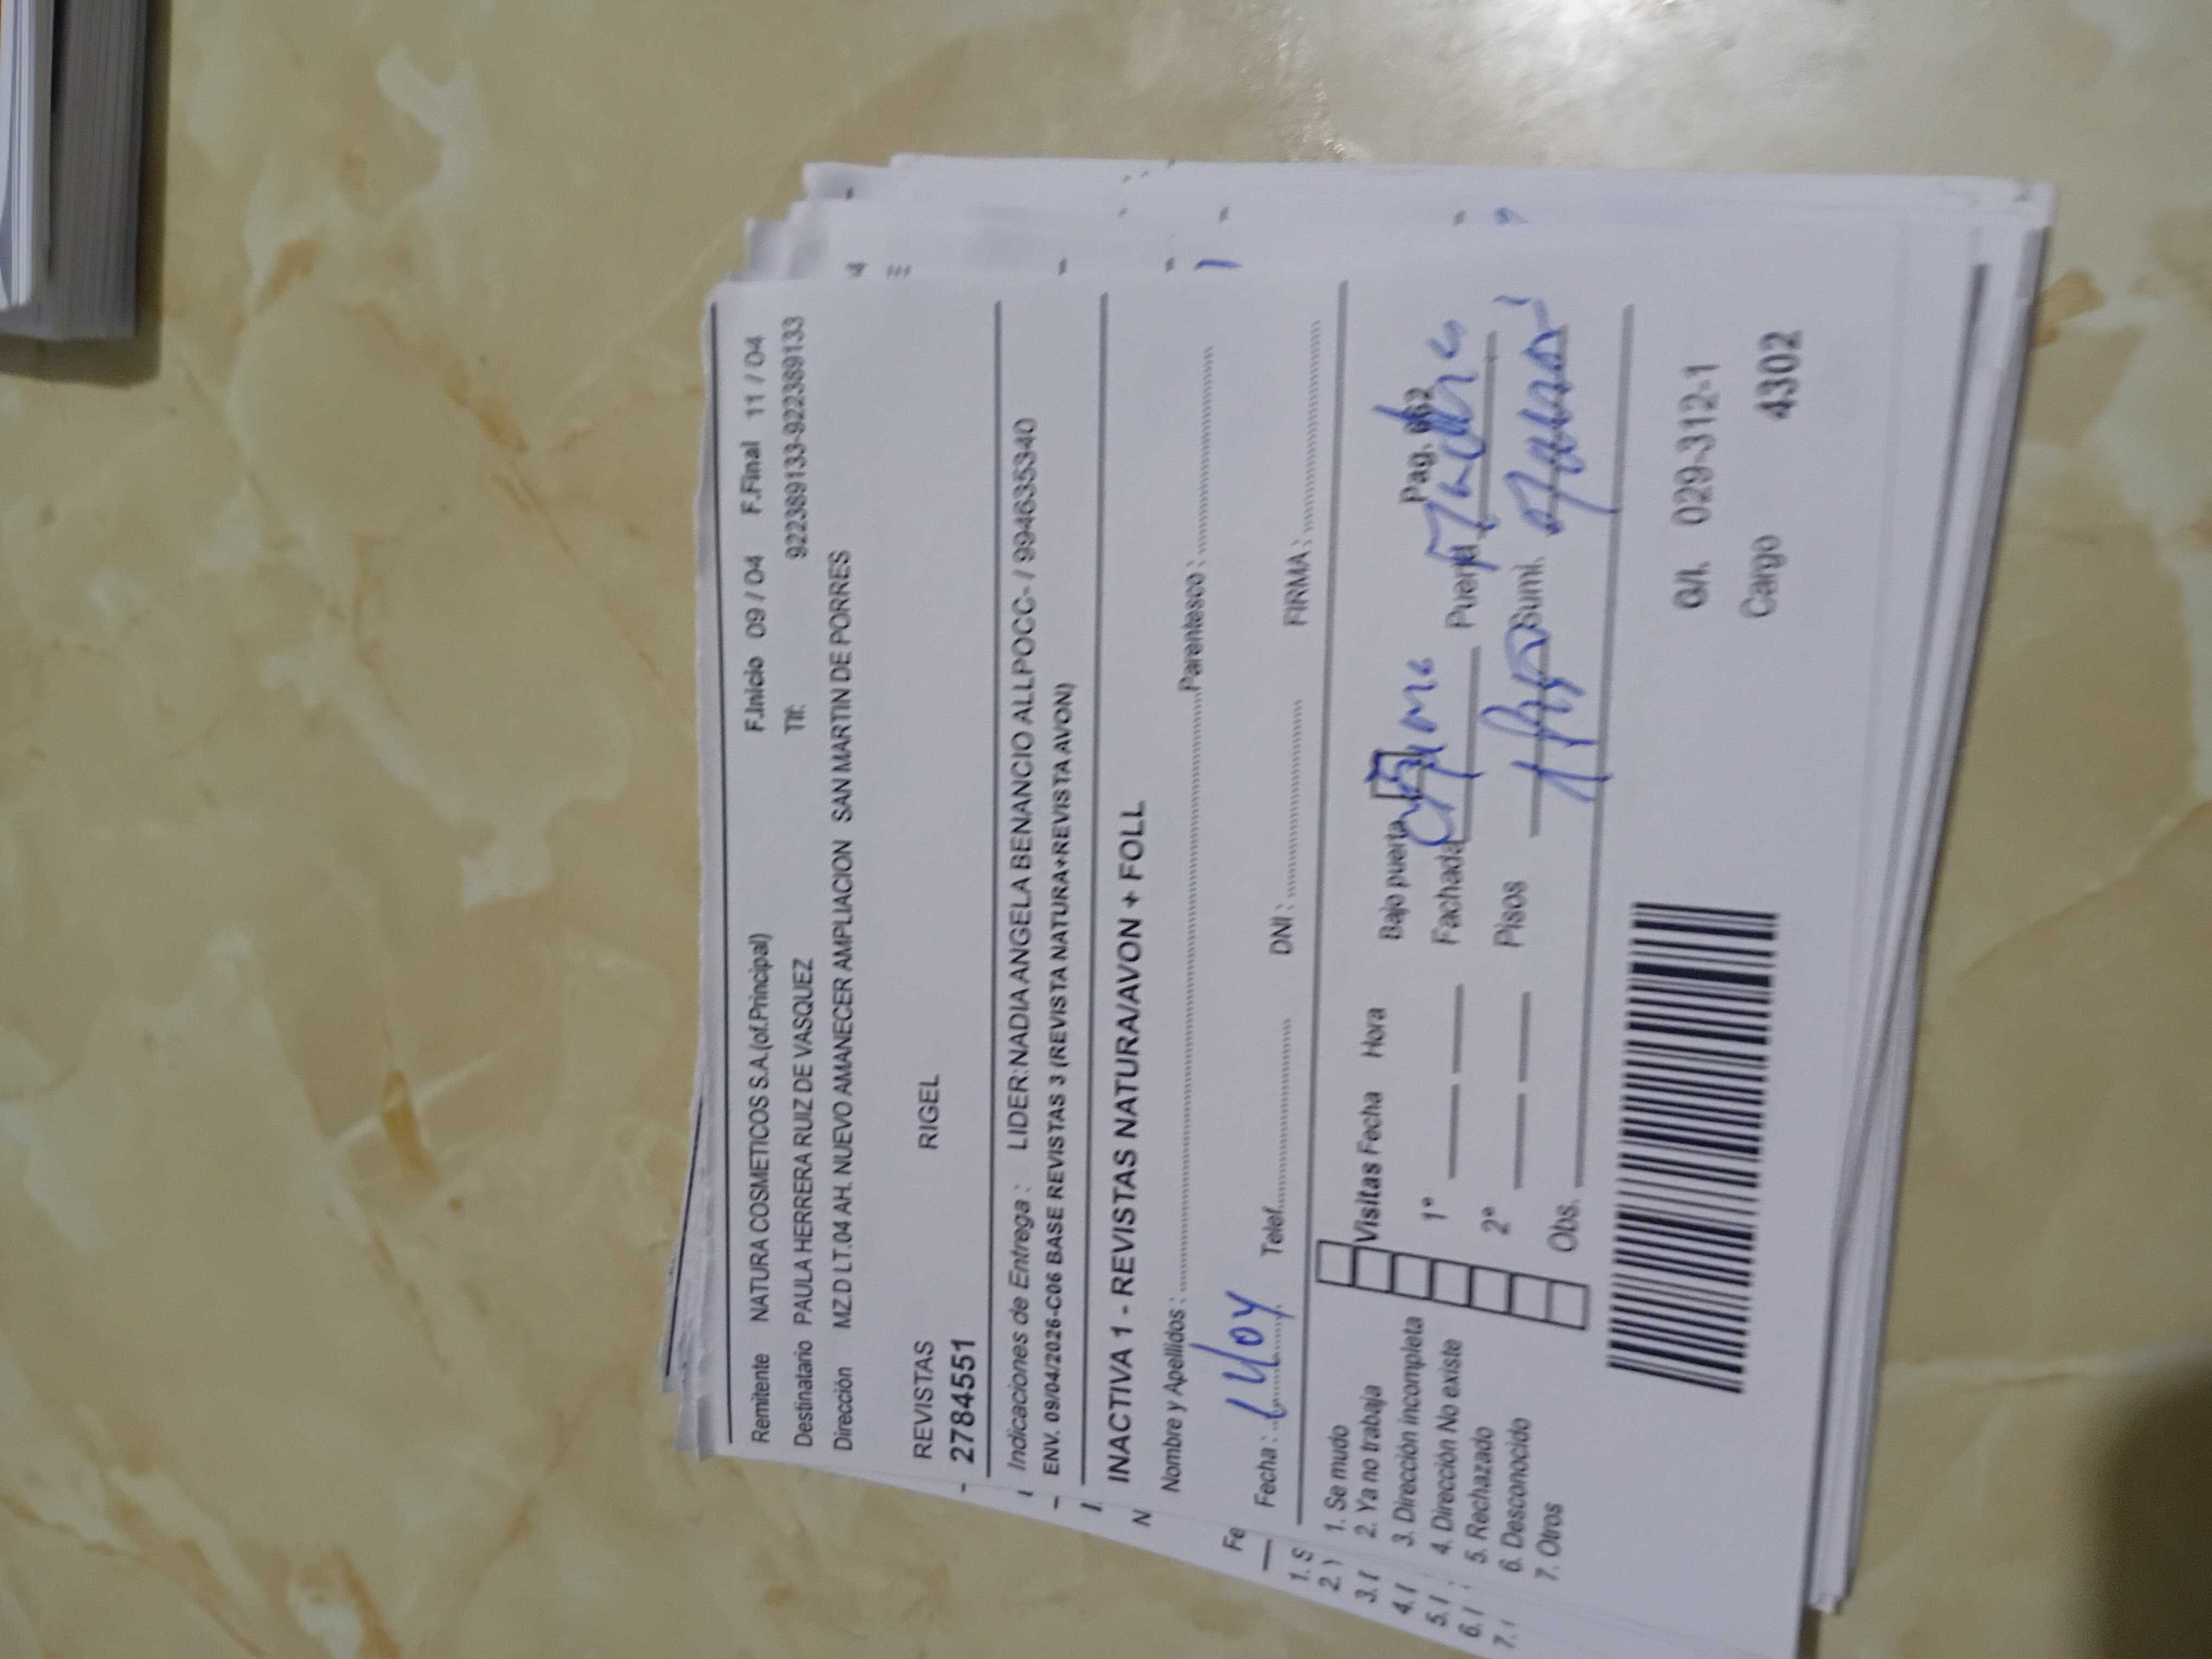 Remitente NATURA COSMETICOS S.A.(of.Principal) F.Inicio 09 / 04 F.Final 11 / 04
Destinatario PAULA HERRERA RUIZ DE VASQUEZ Tlf: 922389133-922389133
Dirección MZ.D LT.04 AH. NUEVO AMANECER AMPLIACION SAN MARTIN DE PORRES
REVISTAS RIGEL
2784551
Indicaciones de Entrega : LIDER:NADIA ANGELA BENANCIO ALLPOCC- / 994635340
ENV. 09/04/2026-C06 BASE REVISTAS 3 (REVISTA NATURA+REVISTA AVON)
INACTIVA 1 - REVISTAS NATURA/AVON + FOLL
Nombre y Apellidos : Parentesco :
Fecha : Telef. DNI : FIRMA :
1. Se mudo Visitas Fecha Hora Bajo puerta Pag.
2. Ya no trabaja
3. Dirección incompleta 1º Fachada Puerta
4. Dirección No existe
5. Rechazado 2º Pisos Sumi.
6. Desconocido
7. Otros Obs.
O/I. 029-312-1
Cargo 4302